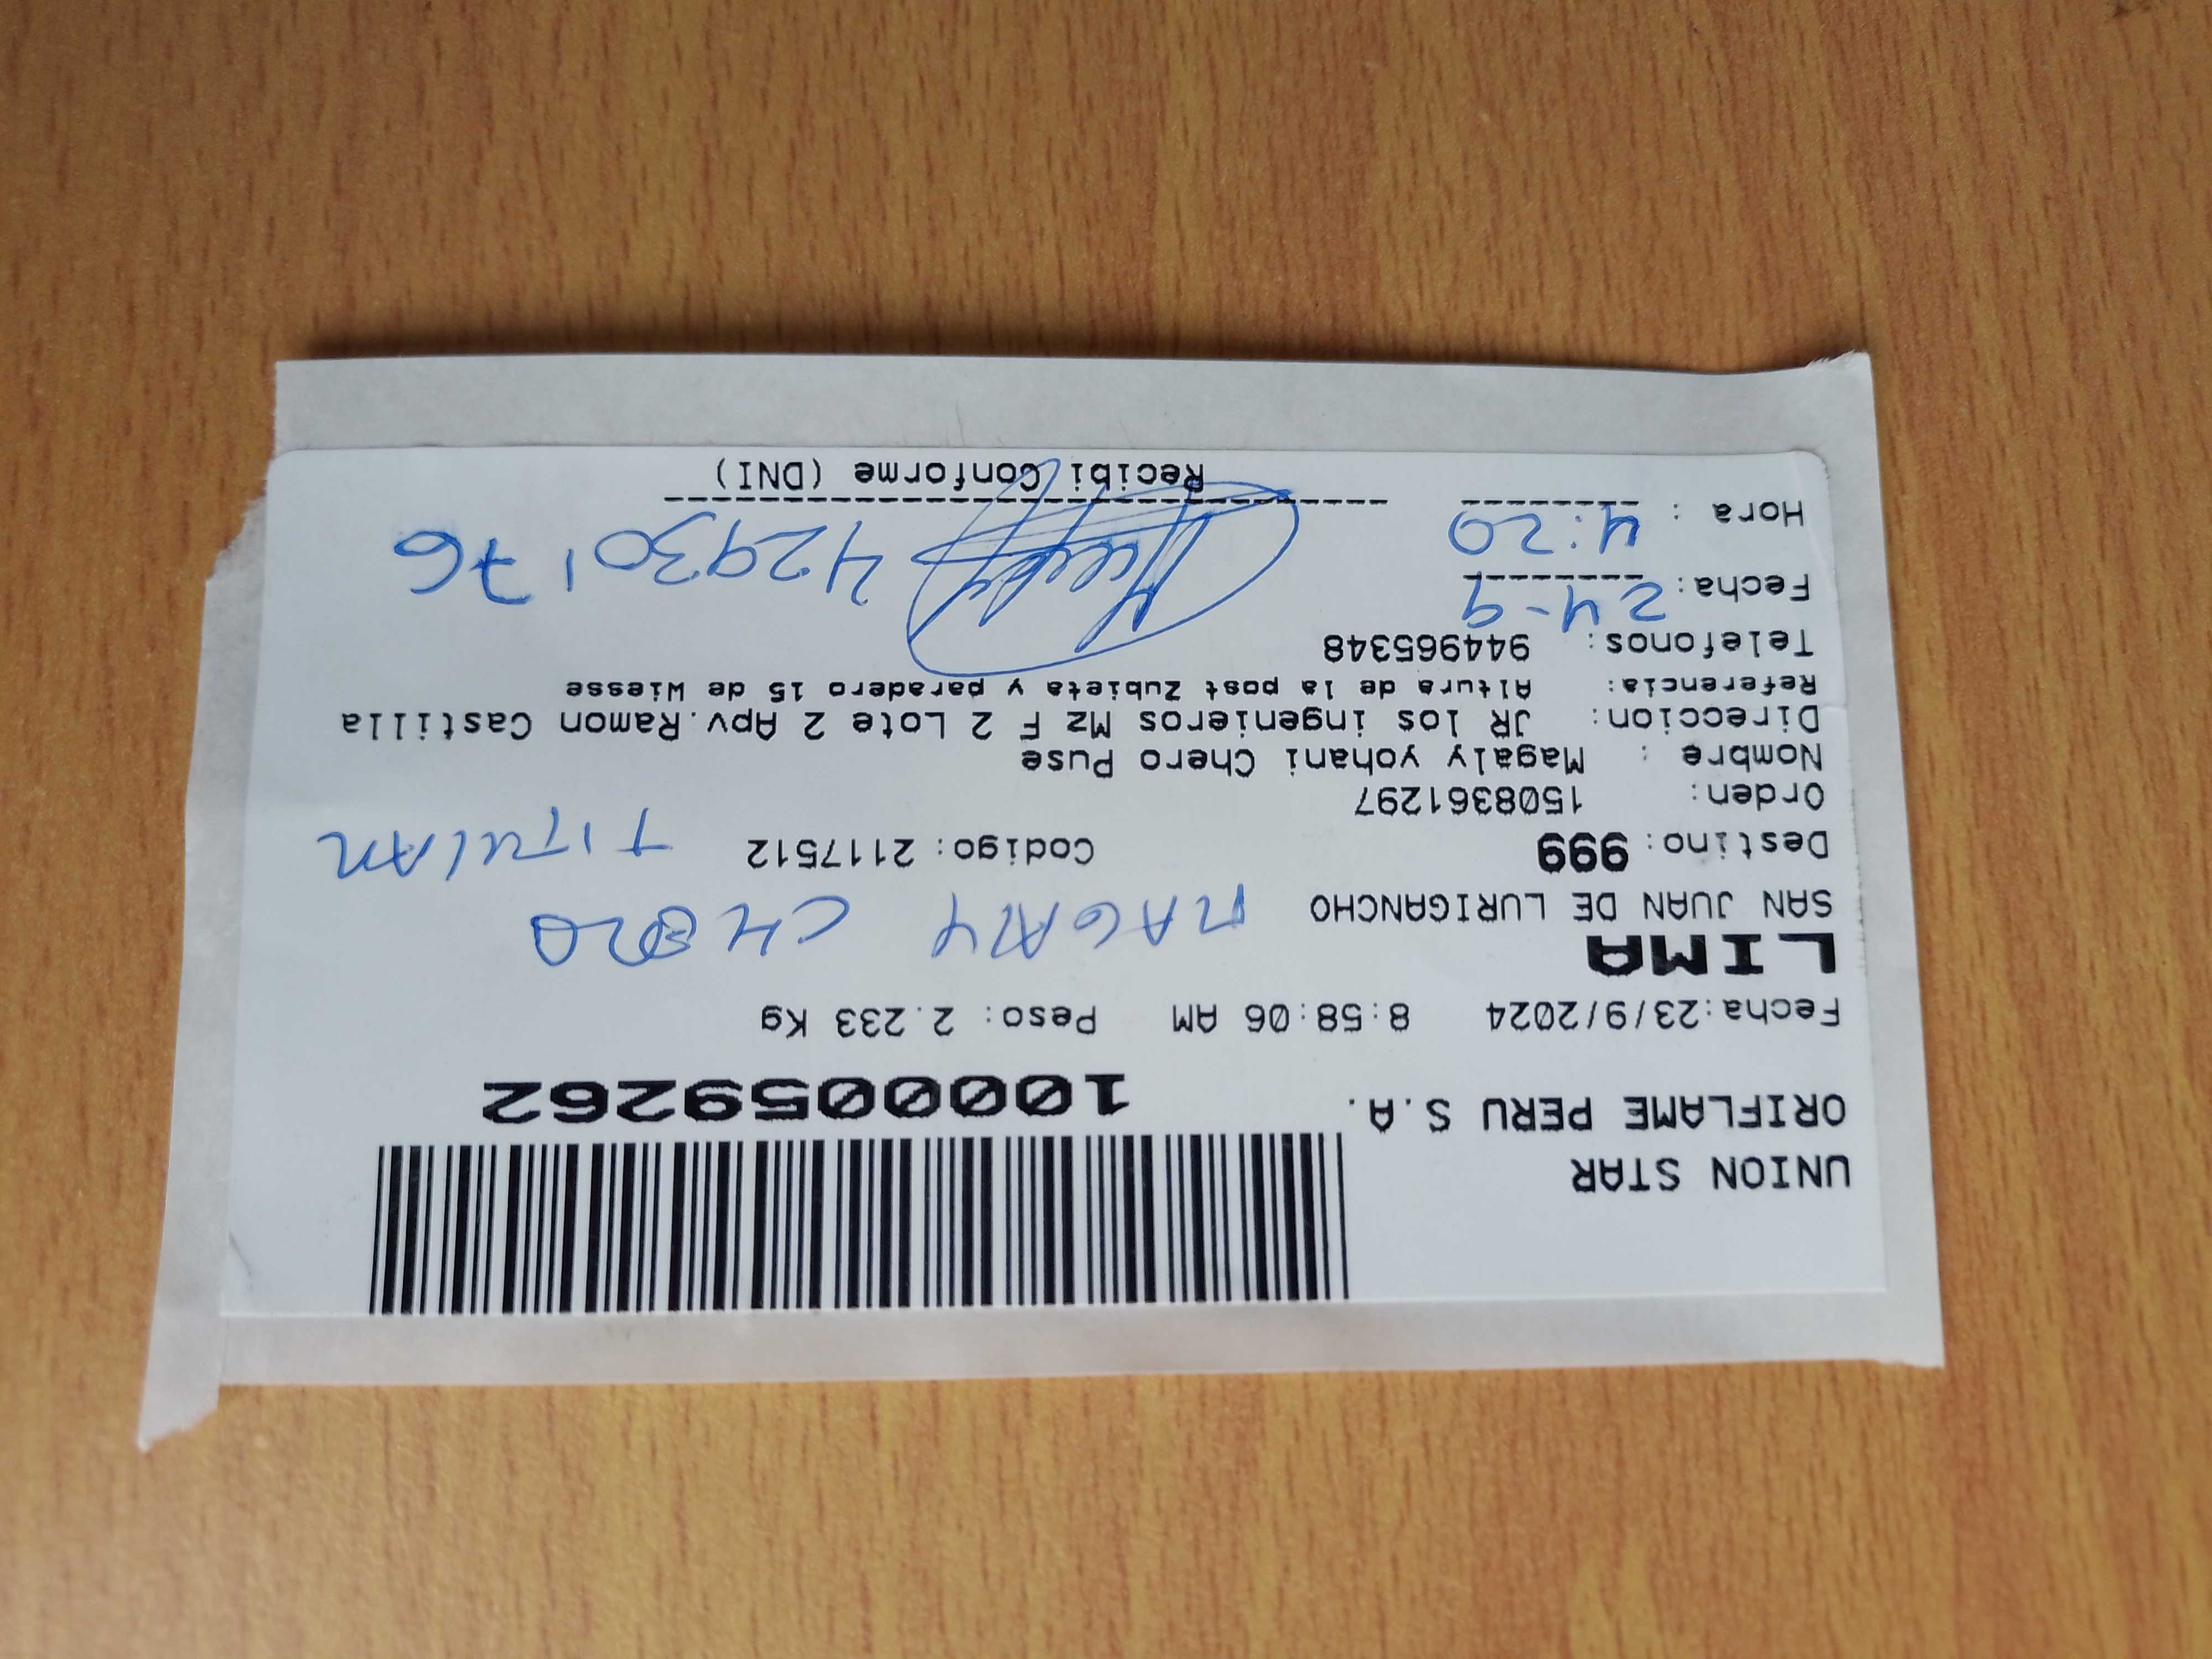 UNION STAR
ORIFLAME PERU S.A.
1000059262
Fecha:23/9/2024 8:58:06 AM Peso: 2.233 Kg
LIMA
SAN JUAN DE LURIGANCHO MAGALY CHERO
Destino: 999 Codigo: 2117512 TITULAR
Orden: 1508361297
Nombre : Magaly yohani Chero Puse
Direccion: JR los ingenieros Mz F 2 Lote 2 Apv.Ramon Castilla
Referencia: Altura de la post Zubieta y paradero 15 de Wiesse
Telefonos: 944965348
Fecha: 24-9
Hora : 4:20 42930176
Recibi Conforme (DNI)